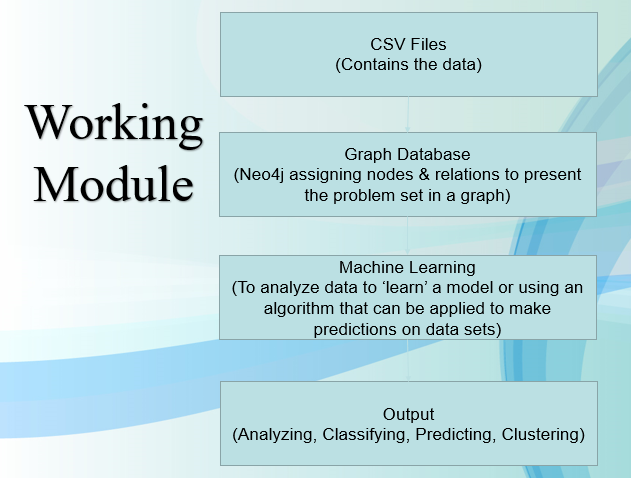 Working
Module
CSV Files
(Contains the data)
Graph Database
(Neo4j assigning nodes & relations to present
the problem set in a graph)
Machine Learning
(To analyze data to ‘learn’ a model or using an
algorithm that can be applied to make
predictions on data sets)
Output
(Analyzing, Classifying, Predicting, Clustering)